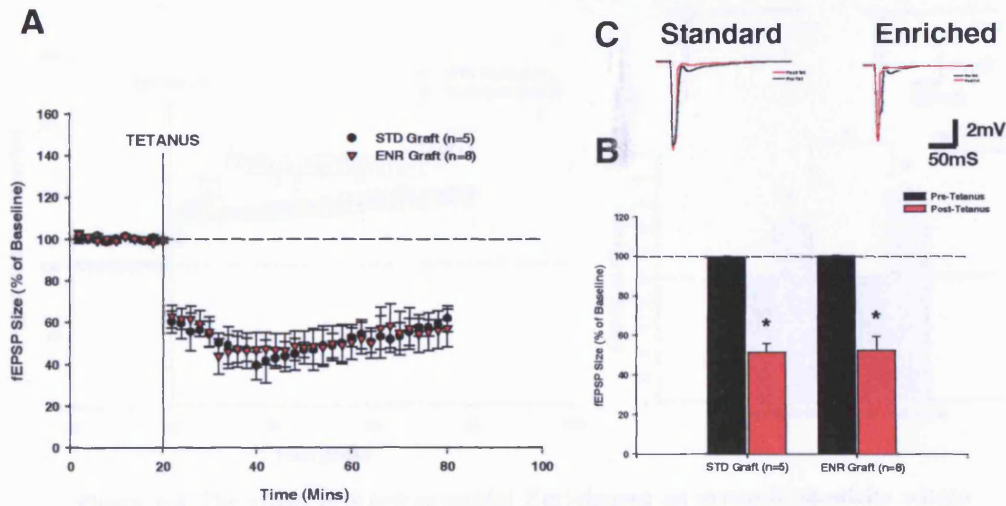 A
160
140
120
100
80
60
40
20
0
fEPSP Size (% of Baseline)
TETANUS
STD Graft (n=5)
ENR Graft (n=8)
0 20 40 60 80 100
Time (Mins)
C Standard Enriched
2mV
50mS
B
Pre-Tetanus
Post-Tetanus
120
100
80
60
40
20
0
fEPSP Size (% of Baseline)
* *
STD Graft (n=5) ENR Graft (n=8)